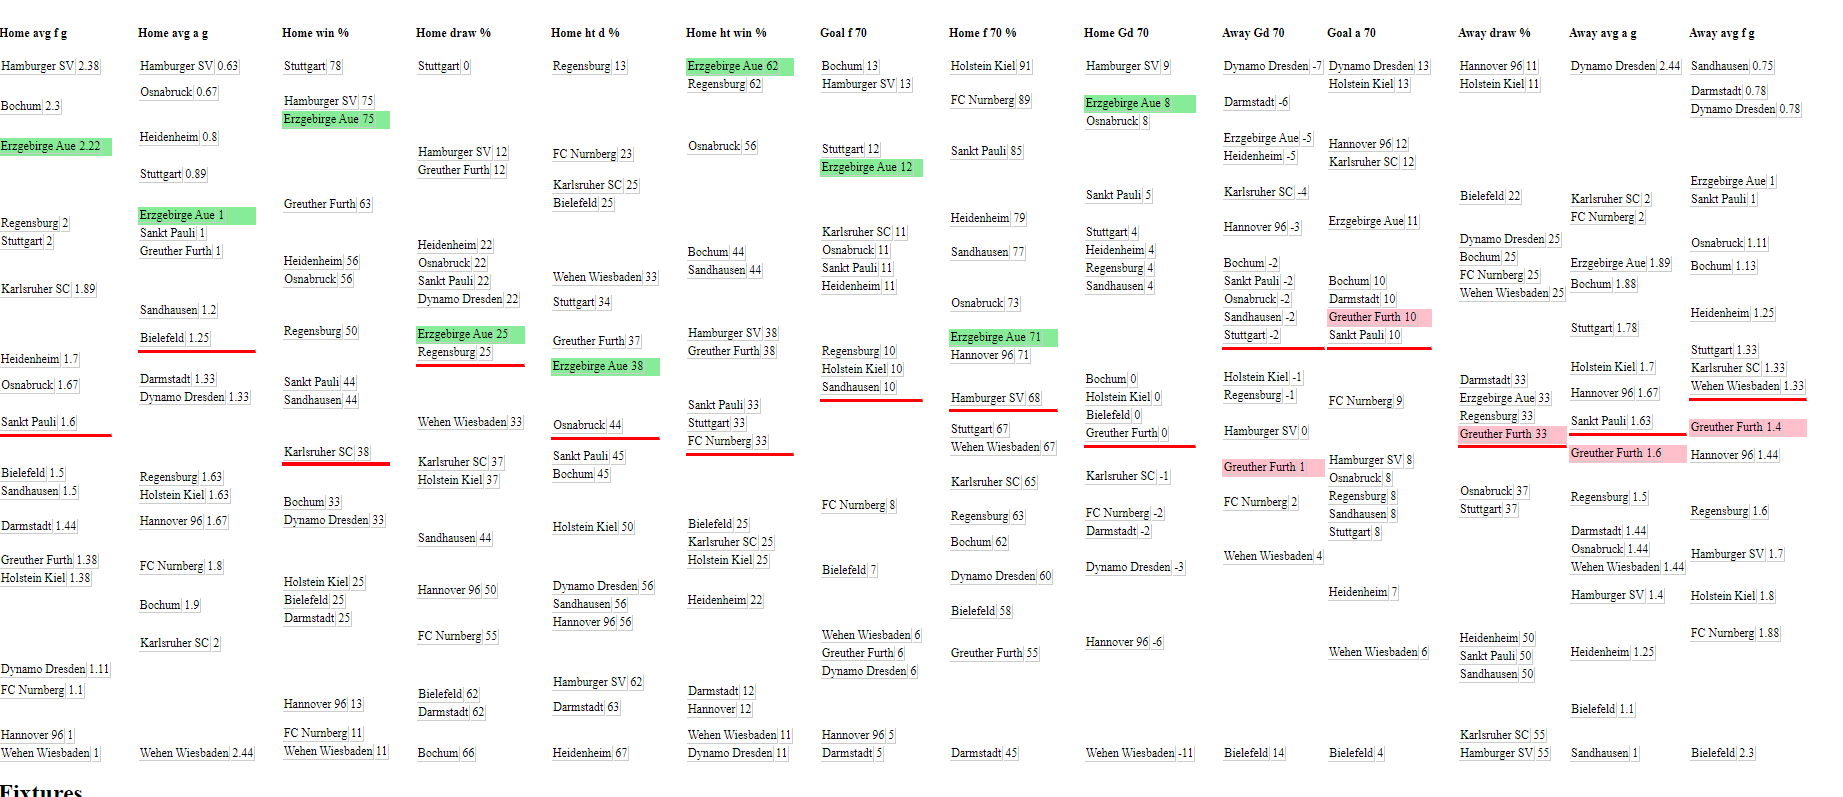 Home avg f g
Hamburger SV 2.38
Bochum 2.3
Erzgebirge Aue 2.22
Regensburg 2
Stuttgart 2
Karlsruher SC 1.89
Heidenheim 1.7
Osnabruck 1.67
Sankt Pauli 1.6
Bielefeld 1.5
Sandhausen 1.5
Darmstadt 1.44
Greuther Furth 1.38
Holstein Kiel 1.38
Dynamo Dresden 1.11
FC Nurnberg 1.1
Hannover 96 1
Wehen Wiesbaden 1
Home avg a g
Hamburger SV 0.63
Osnabruck 0.67
Heidenheim 0.8
Stuttgart 0.89
Erzgebirge Aue 1
Sankt Pauli 1
Greuther Furth 1
Sandhausen 1.2
Bielefeld 1.25
Darmstadt 1.33
Dynamo Dresden 1.33
Regensburg 1.63
Holstein Kiel 1.63
Hannover 96 1.67
FC Nurnberg 1.8
Bochum 1.9
Karlsruher SC 2
Wehen Wiesbaden 2.44
Home win %
Stuttgart 78
Hamburger SV 75
Erzgebirge Aue 75
Greuther Furth 63
Heidenheim 56
Osnabruck 56
Regensburg 50
Sankt Pauli 44
Sandhausen 44
Karlsruher SC 38
Bochum 33
Dynamo Dresden 33
Holstein Kiel 25
Bielefeld 25
Darmstadt 25
Hannover 96 13
FC Nurnberg 11
Wehen Wiesbaden 11
Home draw %
Stuttgart 0
Hamburger SV 12
Greuther Furth 12
Heidenheim 22
Osnabruck 22
Sankt Pauli 22
Dynamo Dresden 22
Erzgebirge Aue 25
Regensburg 25
Wehen Wiesbaden 33
Karlsruher SC 37
Holstein Kiel 37
Sandhausen 44
Hannover 96 50
FC Nurnberg 55
Bielefeld 62
Darmstadt 62
Bochum 66
Home ht d %
Regensburg 13
FC Nurnberg 23
Karlsruher SC 25
Bielefeld 25
Wehen Wiesbaden 33
Stuttgart 34
Greuther Furth 37
Erzgebirge Aue 38
Osnabruck 44
Sankt Pauli 45
Bochum 45
Holstein Kiel 50
Dynamo Dresden 56
Sandhausen 56
Hannover 96 56
Hamburger SV 62
Darmstadt 63
Heidenheim 67
Home ht win %
Erzgebirge Aue 62
Regensburg 62
Osnabruck 56
Bochum 44
Sandhausen 44
Hamburger SV 38
Greuther Furth 38
Sankt Pauli 33
Stuttgart 33
FC Nurnberg 33
Bielefeld 25
Karlsruher SC 25
Holstein Kiel 25
Heidenheim 22
Darmstadt 12
Hannover 12
Wehen Wiesbaden 11
Dynamo Dresden 11
Goal f 70
Bochum 13
Hamburger SV 13
Stuttgart 12
Erzgebirge Aue 12
Karlsruher SC 11
Osnabruck 11
Sankt Pauli 11
Heidenheim 11
Regensburg 10
Holstein Kiel 10
Sandhausen 10
FC Nurnberg 8
Bielefeld 7
Wehen Wiesbaden 6
Greuther Furth 6
Dynamo Dresden 6
Hannover 96 5
Darmstadt 5
Home f 70 %
Holstein Kiel 91
FC Nurnberg 89
Sankt Pauli 85
Heidenheim 79
Sandhausen 77
Osnabruck 73
Erzgebirge Aue 71
Hannover 96 71
Hamburger SV 68
Stuttgart 67
Wehen Wiesbaden 67
Karlsruher SC 65
Regensburg 63
Bochum 62
Dynamo Dresden 60
Bielefeld 58
Greuther Furth 55
Darmstadt 45
Home Gd 70
Hamburger SV 9
Erzgebirge Aue 8
Osnabruck 8
Sankt Pauli 5
Stuttgart 4
Heidenheim 4
Regensburg 4
Sandhausen 4
Bochum 0
Holstein Kiel 0
Bielefeld 0
Greuther Furth 0
Karlsruher SC -1
FC Nurnberg -2
Darmstadt -2
Dynamo Dresden -3
Hannover 96 -6
Wehen Wiesbaden -11
Away Gd 70
Dynamo Dresden -7
Darmstadt -6
Erzgebirge Aue -5
Heidenheim -5
Karlsruher SC -4
Hannover 96 -3
Bochum -2
Sankt Pauli -2
Osnabruck -2
Sandhausen -2
Stuttgart -2
Holstein Kiel -1
Regensburg -1
Hamburger SV 0
Greuther Furth 1
FC Nurnberg 2
Wehen Wiesbaden 4
Bielefeld 14
Goal a 70
Dynamo Dresden 13
Holstein Kiel 13
Hannover 96 12
Karlsruher SC 12
Erzgebirge Aue 11
Bochum 10
Darmstadt 10
Greuther Furth 10
Sankt Pauli 10
FC Nurnberg 9
Hamburger SV 8
Osnabruck 8
Regensburg 8
Sandhausen 8
Stuttgart 8
Heidenheim 7
Wehen Wiesbaden 6
Bielefeld 4
Away draw %
Hannover 96 11
Holstein Kiel 11
Bielefeld 22
Dynamo Dresden 25
Bochum 25
FC Nurnberg 25
Wehen Wiesbaden 25
Darmstadt 33
Erzgebirge Aue 33
Regensburg 33
Greuther Furth 33
Osnabruck 37
Stuttgart 37
Heidenheim 50
Sankt Pauli 50
Sandhausen 50
Karlsruher SC 55
Hamburger SV 55
Away avg a g
Dynamo Dresden 2.44
Karlsruher SC 2
FC Nurnberg 2
Erzgebirge Aue 1.89
Bochum 1.88
Stuttgart 1.78
Holstein Kiel 1.7
Hannover 96 1.67
Sankt Pauli 1.63
Greuther Furth 1.6
Regensburg 1.5
Darmstadt 1.44
Osnabruck 1.44
Wehen Wiesbaden 1.44
Hamburger SV 1.4
Heidenheim 1.25
Bielefeld 1.1
Sandhausen 1
Away avg f g
Sandhausen 0.75
Darmstadt 0.78
Dynamo Dresden 0.78
Erzgebirge Aue 1
Sankt Pauli 1
Osnabruck 1.11
Bochum 1.13
Heidenheim 1.25
Stuttgart 1.33
Karlsruher SC 1.33
Wehen Wiesbaden 1.33
Greuther Furth 1.4
Hannover 96 1.44
Regensburg 1.6
Hamburger SV 1.7
Holstein Kiel 1.8
FC Nurnberg 1.88
Bielefeld 2.3
Fixtures